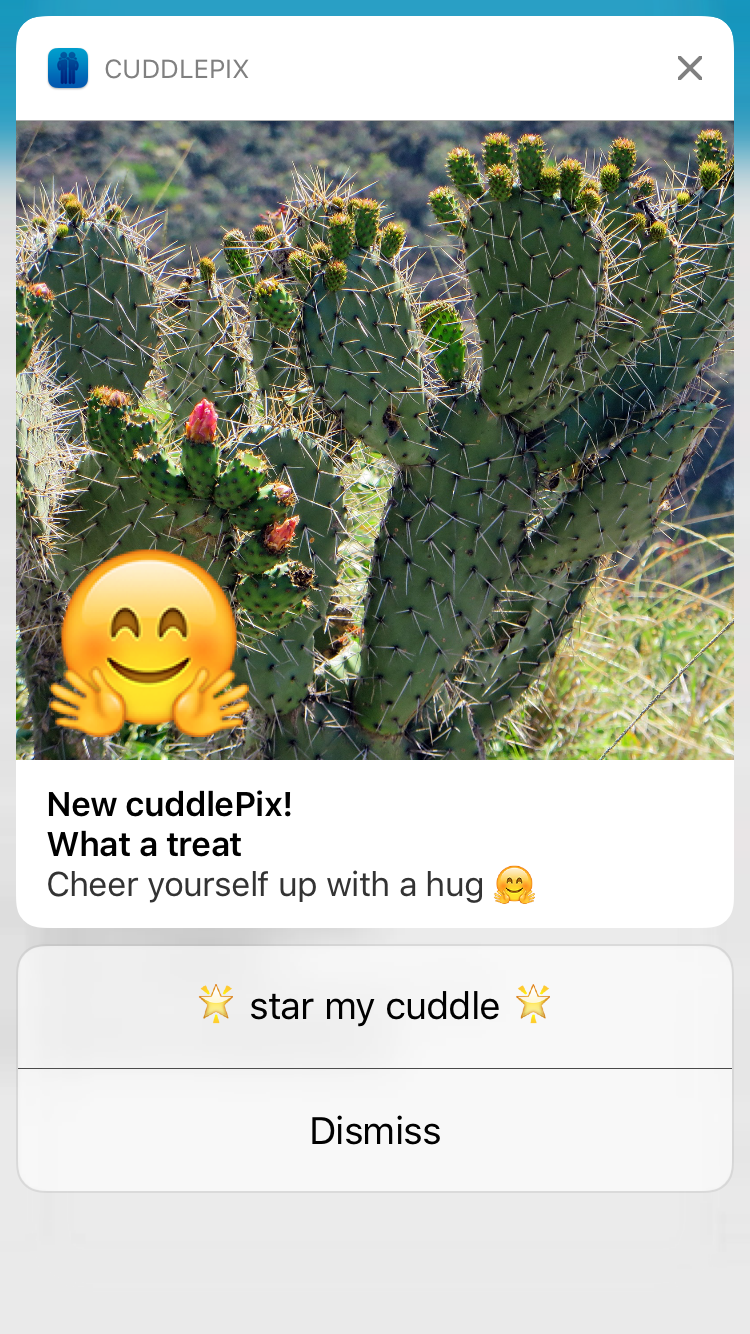 CUDDLEPIX
New cuddlePix!
What a treat
Cheer yourself up with a hug 🤗
🌟 star my cuddle 🌟
Dismiss